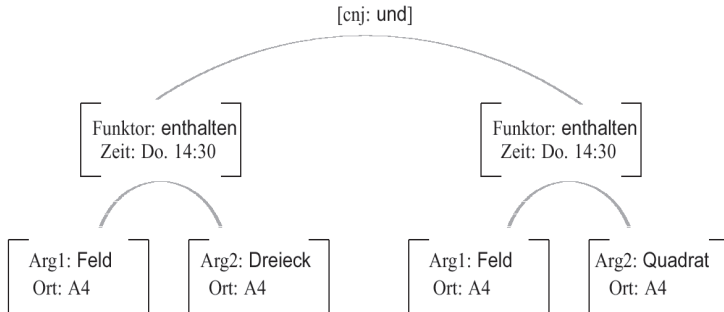 [cnj: und]
Funktor: enthalten
Zeit: Do. 14:30
Funktor: enthalten
Zeit: Do. 14:30
Arg1: Feld
Ort: A4
Arg2: Dreieck
Ort: A4
Arg1: Feld
Ort: A4
Arg2: Quadrat
Ort: A4